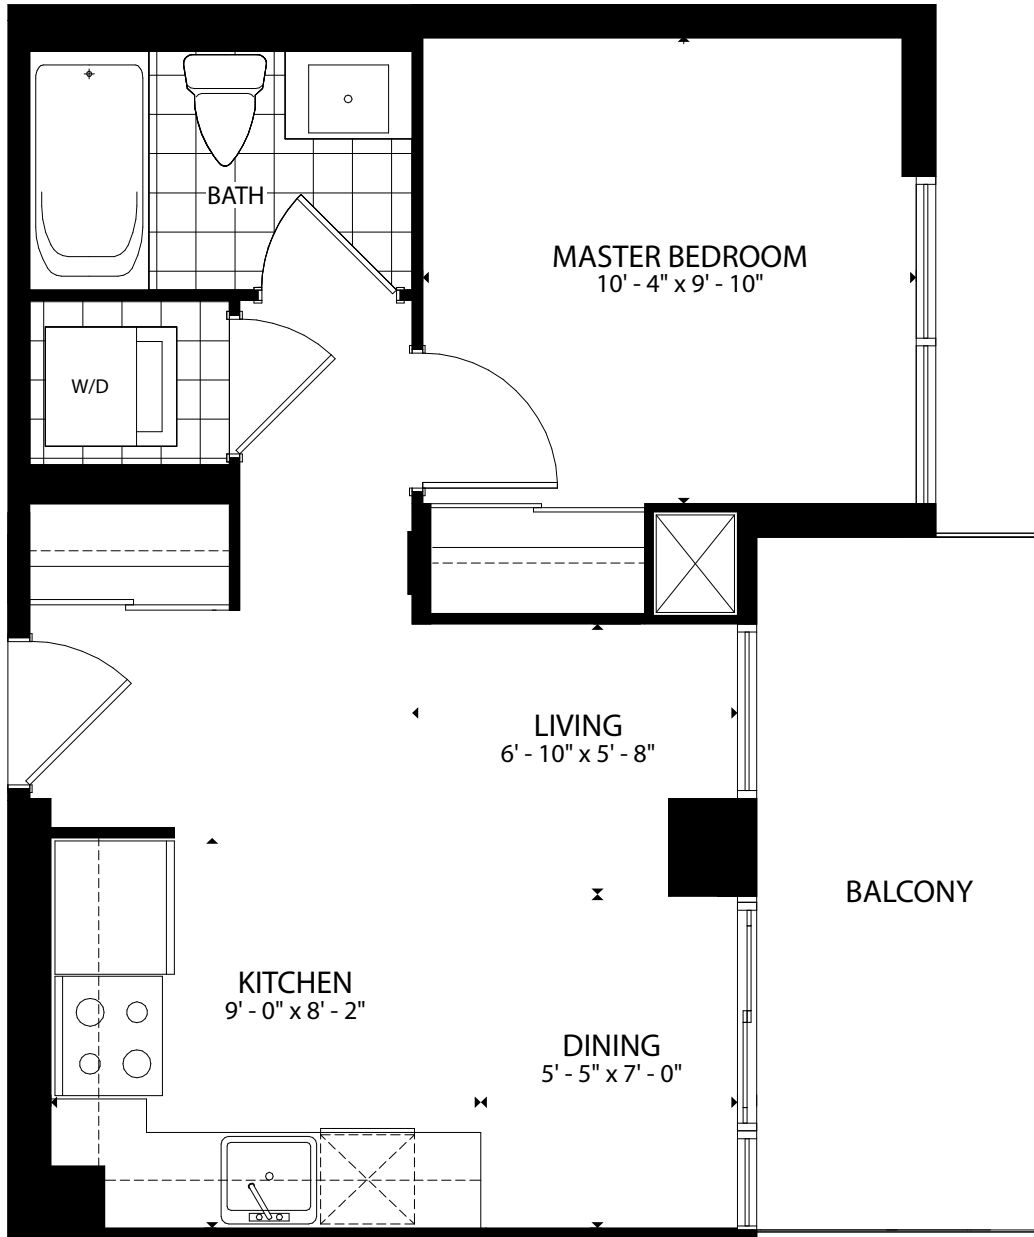 BATH
MASTER BEDROOM
10' - 4" x 9' - 10"
W/D
LIVING
6' - 10" x 5' - 8"
BALCONY
KITCHEN
9' - 0" x 8' - 2"
DINING
5' - 5" x 7' - 0"